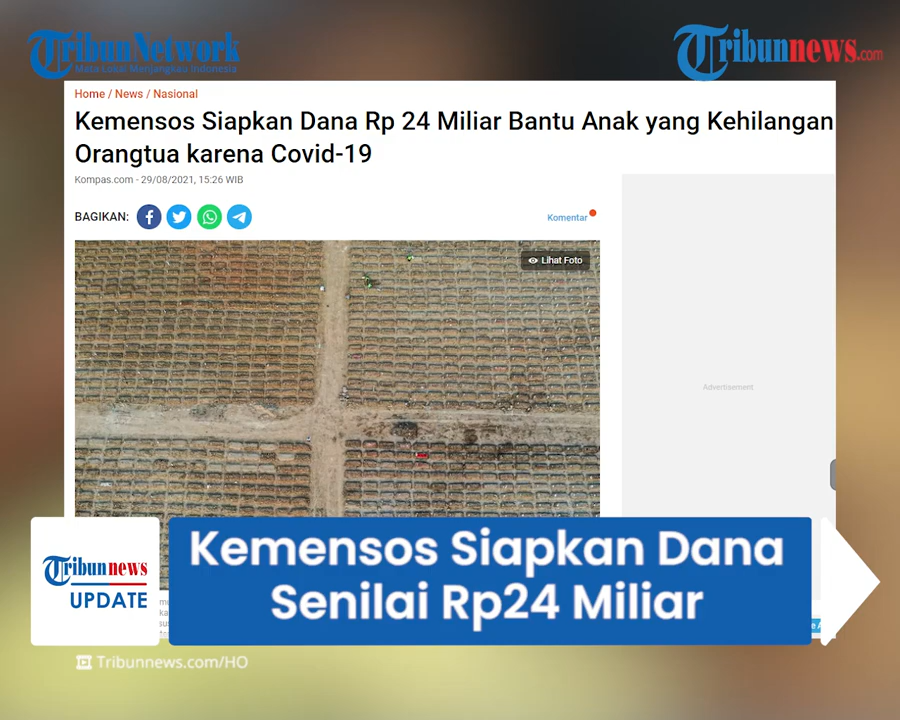 Tribun Network
Mata Lokal Menjangkau Indonesia
Tribunnews.com
Home / News / Nasional
Kemensos Siapkan Dana Rp 24 Miliar Bantu Anak yang Kehilangan
Orangtua karena Covid-19
Kompas.com - 29/08/2021, 15:26 WIB
BAGIKAN:
Komentar
Lihat Foto
Advertisement
Kemensos Siapkan Dana
Senilai Rp24 Miliar
Tribunnews
UPDATE
Tribunnews.com/HO